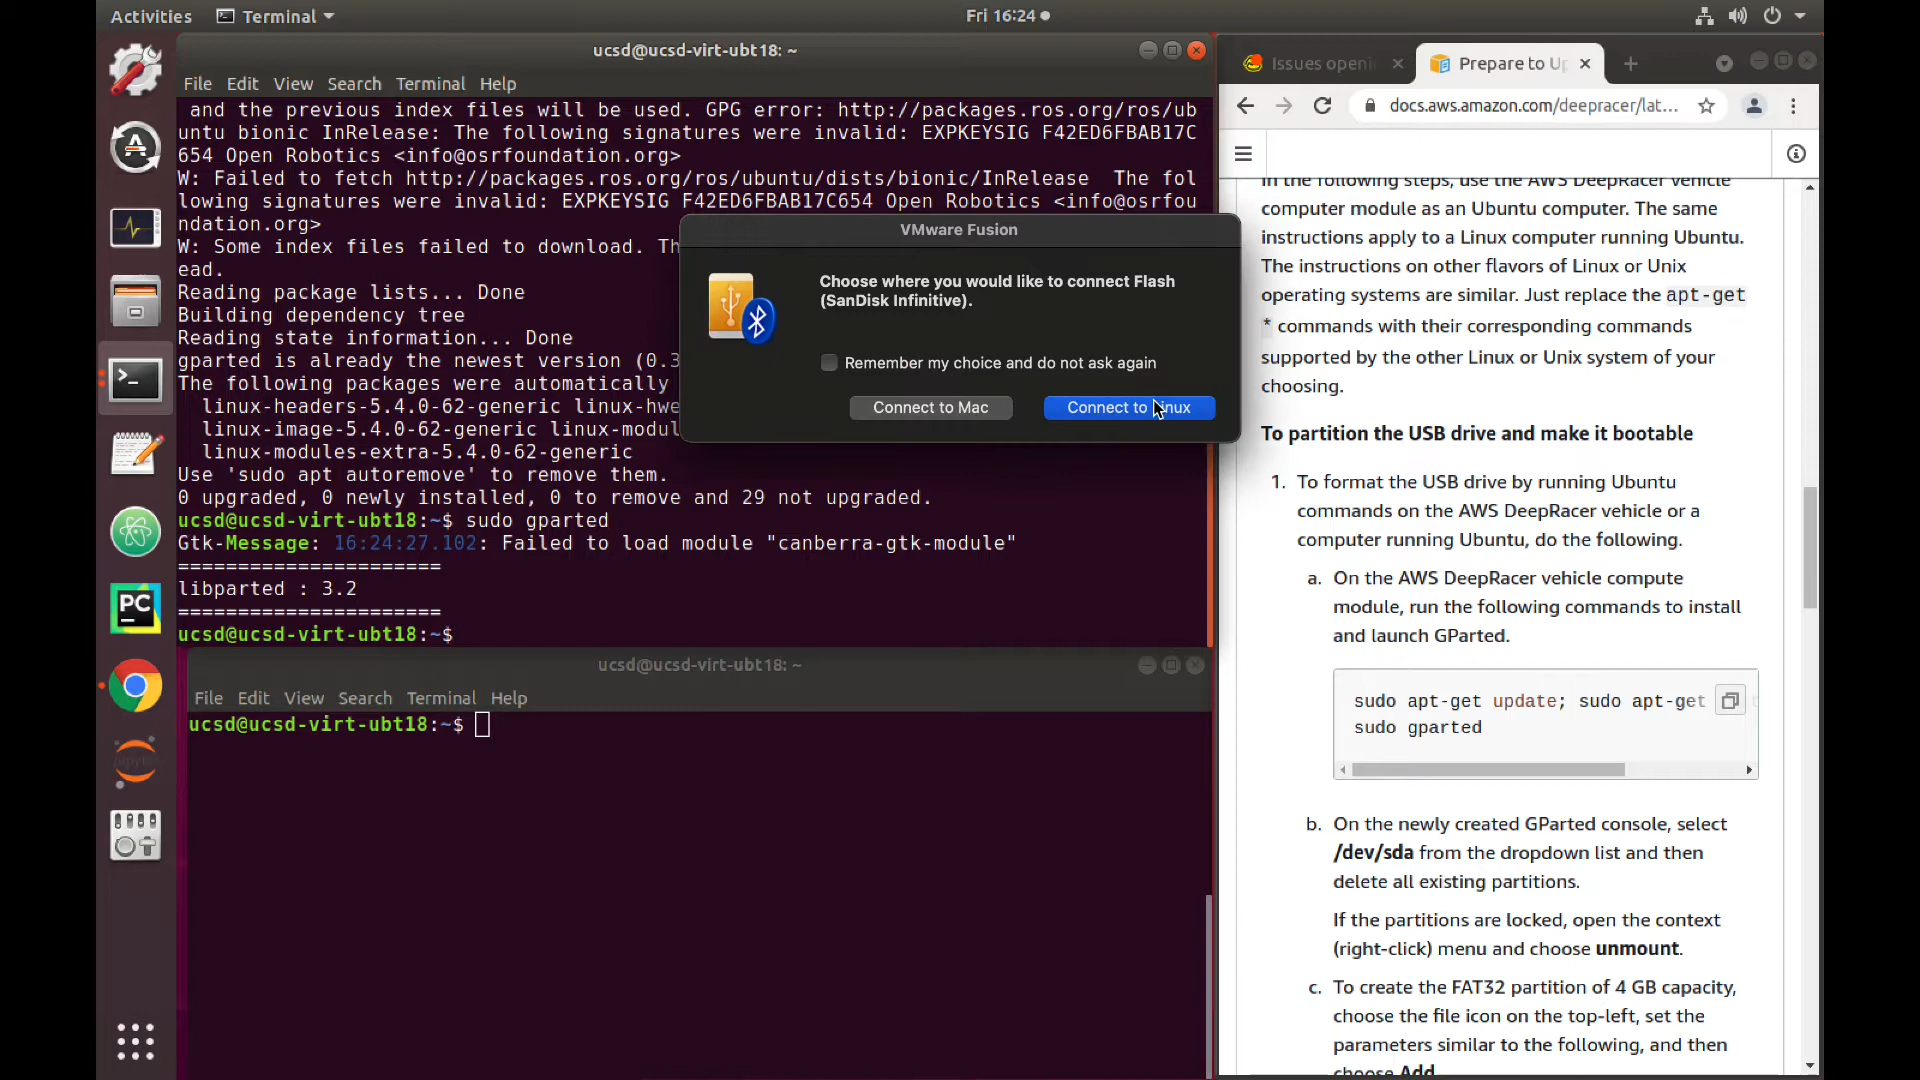 Activities
Terminal
Fri 16:24
ucsd@ucsd-virt-ubt18: ~
File Edit View Search Terminal Help
and the previous index files will be used. GPG error: http://packages.ros.org/ros/ub
untu bionic InRelease: The following signatures were invalid: EXPKEYSIG F42ED6FBAB17C
654 Open Robotics <info@osrfoundation.org>
W: Failed to fetch http://packages.ros.org/ros/ubuntu/dists/bionic/InRelease  The fol
lowing signatures were invalid: EXPKEYSIG F42ED6FBAB17C654 Open Robotics <info@osrfou
ndation.org>
W: Some index files failed to download. Th
ead.
Reading package lists... Done
Building dependency tree
Reading state information... Done
gparted is already the newest version (0.3
The following packages were automatically
linux-headers-5.4.0-62-generic linux-hwe
linux-image-5.4.0-62-generic linux-modul
linux-modules-extra-5.4.0-62-generic
Use 'sudo apt autoremove' to remove them.
0 upgraded, 0 newly installed, 0 to remove and 29 not upgraded.
ucsd@ucsd-virt-ubt18:~$ sudo gparted
Gtk-Message: 16:24:27.102: Failed to load module "canberra-gtk-module"
======================
libparted : 3.2
======================
ucsd@ucsd-virt-ubt18:~$
VMware Fusion
Choose where you would like to connect Flash
(SanDisk Infinitive).
Remember my choice and do not ask again
Connect to Mac
Connect to Linux
ucsd@ucsd-virt-ubt18: ~
File Edit View Search Terminal Help
ucsd@ucsd-virt-ubt18:~$
PC
Issues openi
Prepare to Up
docs.aws.amazon.com/deepracer/lat...
In the following steps, use the AWS DeepRacer vehicle
computer module as an Ubuntu computer. The same
instructions apply to a Linux computer running Ubuntu.
The instructions on other flavors of Linux or Unix
operating systems are similar. Just replace the apt-get
* commands with their corresponding commands
supported by the other Linux or Unix system of your
choosing.
To partition the USB drive and make it bootable
1. To format the USB drive by running Ubuntu
commands on the AWS DeepRacer vehicle or a
computer running Ubuntu, do the following.
a. On the AWS DeepRacer vehicle compute
module, run the following commands to install
and launch GParted.
sudo apt-get update; sudo apt-get
sudo gparted
b. On the newly created GParted console, select
/dev/sda from the dropdown list and then
delete all existing partitions.
If the partitions are locked, open the context
(right-click) menu and choose unmount.
c. To create the FAT32 partition of 4 GB capacity,
choose the file icon on the top-left, set the
parameters similar to the following, and then
choose Add.